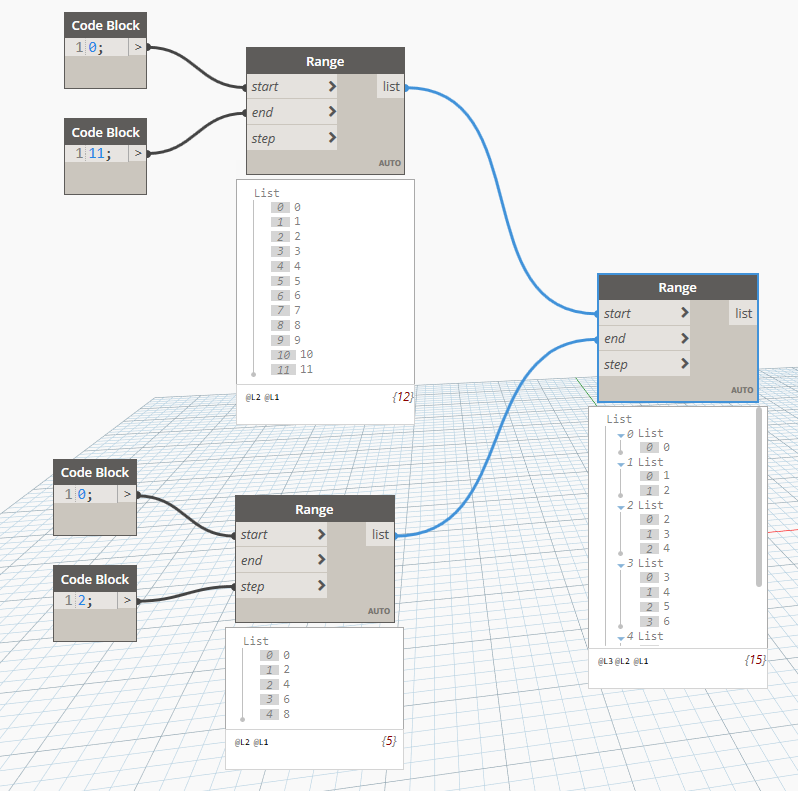 Code Block
1 0; >
Code Block
1 11; >
Range
start > list
end >
step >
AUTO
List
0 0
1 1
2 2
3 3
4 4
5 5
6 6
7 7
8 8
9 9
10 10
11 11
@L2 @L1 {12}
Code Block
1 0; >
Code Block
1 2; >
Range
start > list
end >
step >
AUTO
List
0 0
1 2
2 4
3 6
4 8
@L2 @L1 {5}
Range
start > list
end >
step >
AUTO
List
0 List
0 0
1 List
0 1
1 2
2 List
0 2
1 3
2 4
3 List
0 3
1 4
2 5
3 6
4 List
@L3 @L2 @L1 {15}